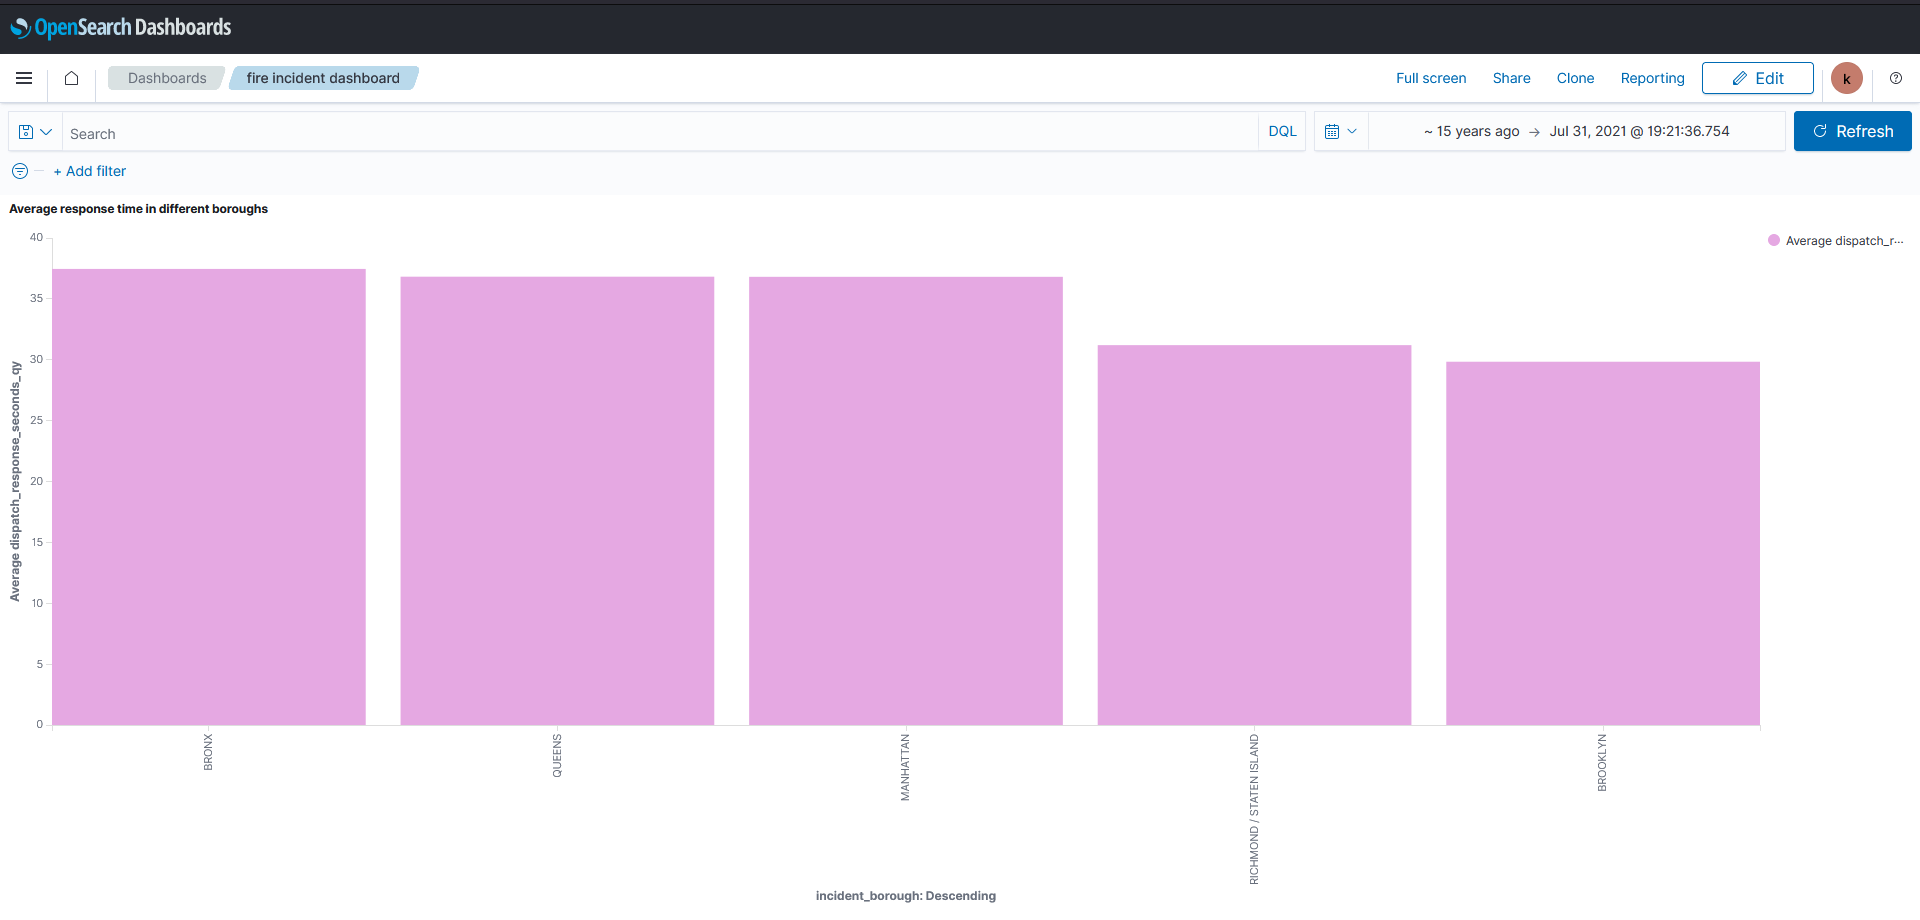 OpenSearch Dashboards
Dashboards
fire incident dashboard
Full screen
Share
Clone
Reporting
Edit
k
Search
DQL
~ 15 years ago → Jul 31, 2021 @ 19:21:36.754
Refresh
+ Add filter
Average response time in different boroughs
Average dispatch_r...
40
35
30
25
20
15
10
5
0
Average dispatch_response_seconds_qy
BRONX
QUEENS
MANHATTAN
RICHMOND / STATEN ISLAND
BROOKLYN
incident_borough: Descending